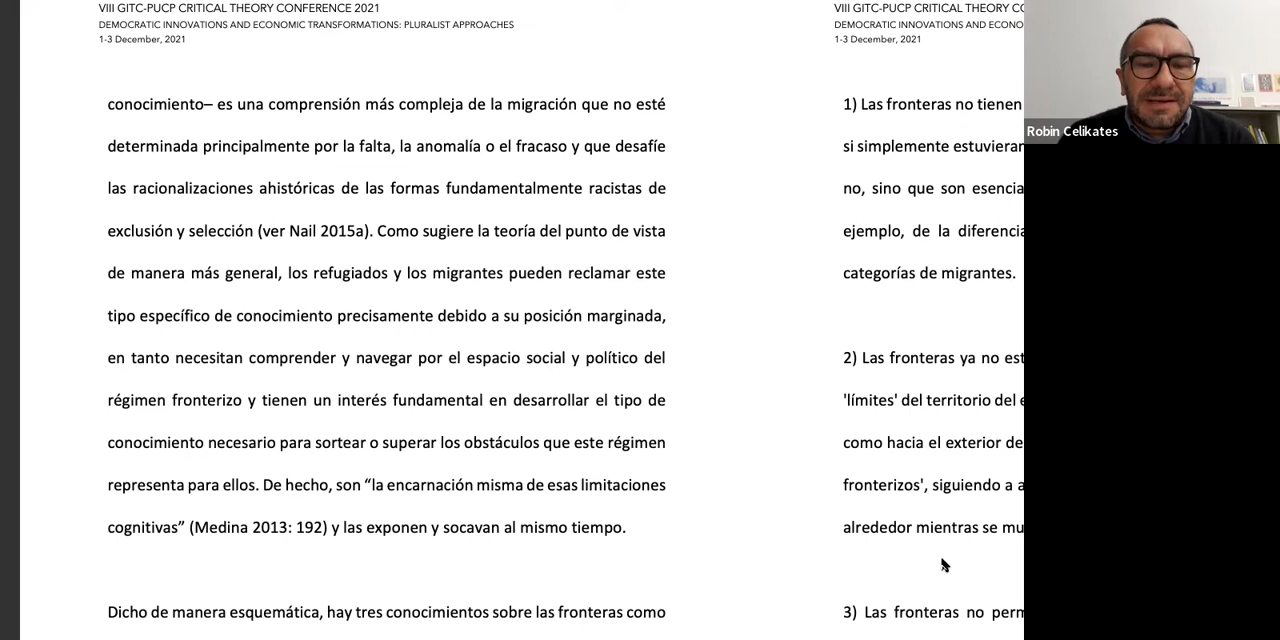 VIII GITC-PUCP CRITICAL THEORY CONFERENCE 2021
DEMOCRATIC INNOVATIONS AND ECONOMIC TRANSFORMATIONS: PLURALIST APPROACHES
1-3 December, 2021
conocimiento– es una comprensión más compleja de la migración que no esté
determinada principalmente por la falta, la anomalía o el fracaso y que desafíe
las racionalizaciones ahistóricas de las formas fundamentalmente racistas de
exclusión y selección (ver Nail 2015a). Como sugiere la teoría del punto de vista
de manera más general, los refugiados y los migrantes pueden reclamar este
tipo específico de conocimiento precisamente debido a su posición marginada,
en tanto necesitan comprender y navegar por el espacio social y político del
régimen fronterizo y tienen un interés fundamental en desarrollar el tipo de
conocimiento necesario para sortear o superar los obstáculos que este régimen
representa para ellos. De hecho, son “la encarnación misma de esas limitaciones
cognitivas” (Medina 2013: 192) y las exponen y socavan al mismo tiempo.
Dicho de manera esquemática, hay tres conocimientos sobre las fronteras como
VIII GITC-PUCP CRITICAL THEORY CO
DEMOCRATIC INNOVATIONS AND ECONO
1-3 December, 2021
1) Las fronteras no tienen
si simplemente estuvieran
no, sino que son esencia
ejemplo, de la diferencia
categorías de migrantes.
2) Las fronteras ya no est
'límites' del territorio del e
como hacia el exterior de
fronterizos', siguiendo a a
alrededor mientras se mu
3) Las fronteras no perm
Robin Celikates